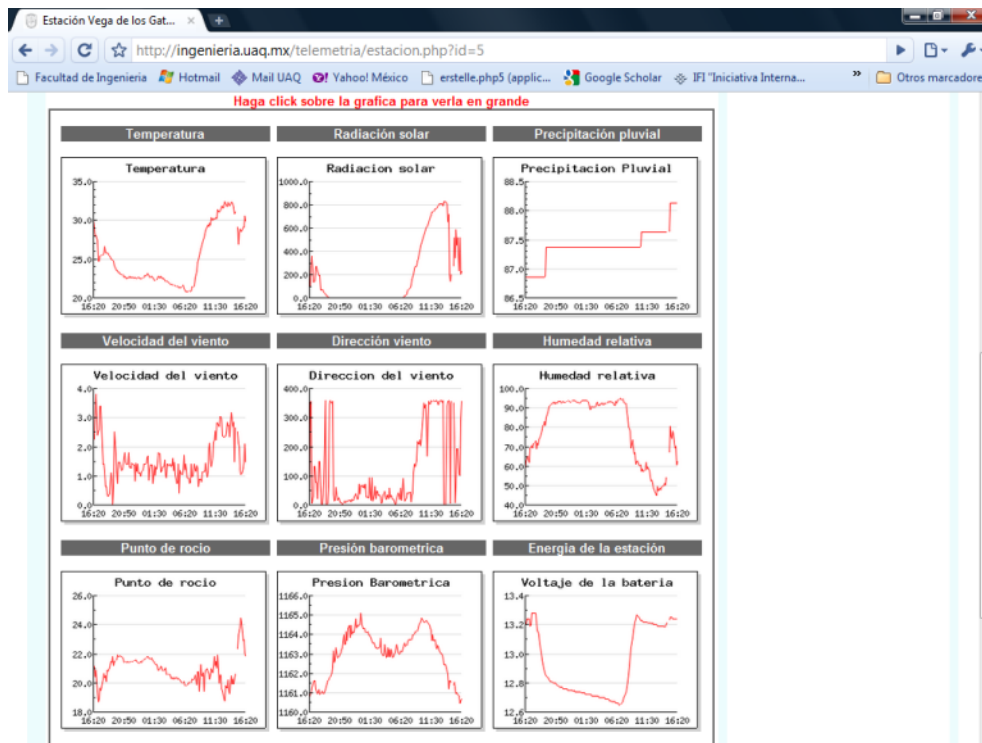 Estación Vega de los Gat...
http://ingenieria.uaq.mx/telemetria/estacion.php?id=5
Facultad de Ingenieria Hotmail Mail UAQ Yahoo! México erstelle.php5 (applic... Google Scholar IFI "Iniciativa Interna... » Otros marcadore
Haga click sobre la grafica para verla en grande
Temperatura Radiación solar Precipitación pluvial
Temperatura Radiacion solar Precipitacion Pluvial
35.0 1000.0 88.5
30.0 800.0 88.0
25.0 600.0 87.5
20.0 400.0 87.0
200.0 86.5
0.0
16:20 20:50 01:30 06:20 11:30 16:20 16:20 20:50 01:30 06:20 11:30 16:20 16:20 20:50 01:30 06:20 11:30 16:20
Velocidad del viento Dirección viento Humedad relativa
Velocidad del viento Direccion del viento Humedad relativa
4.0 400.0 100.0
3.0 300.0 90.0
2.0 200.0 80.0
1.0 100.0 70.0
0.0 0.0 60.0
50.0
40.0
16:20 20:50 01:30 06:20 11:30 16:20 16:20 20:50 01:30 06:20 11:30 16:20 16:20 20:50 01:30 06:20 11:30 16:20
Punto de rocio Presión barometrica Energia de la estación
Punto de rocio Presion Barometrica Voltaje de la bateria
26.0 1166.0 13.4
24.0 1165.0 13.2
22.0 1164.0 13.0
20.0 1163.0 12.8
18.0 1162.0 12.6
1161.0
1160.0
16:20 20:50 01:30 06:20 11:30 16:20 16:20 20:50 01:30 06:20 11:30 16:20 16:20 20:50 01:30 06:20 11:30 16:20